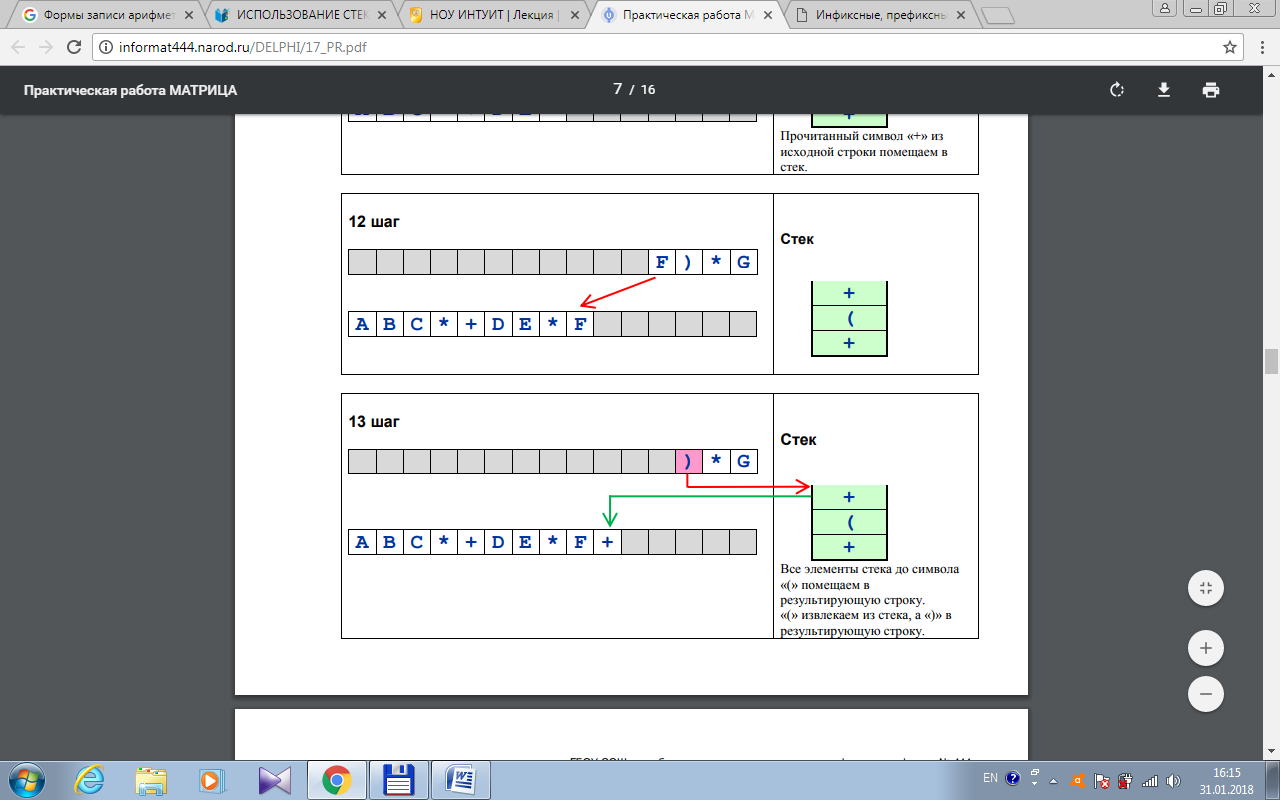 Формы записи арифмет
ИСПОЛЬЗОВАНИЕ СТЕК
НОУ ИНТУИТ | Лекция |
Практическая работа М
Инфиксные, префиксны
informat444.narod.ru/DELPHI/17_PR.pdf
Практическая работа МАТРИЦА
7 / 16
+
Прочитанный символ «+» из
исходной строки помещаем в
стек.
12 шаг
Стек
F ) * G
+
A B C * + D E * F
(
+
13 шаг
Стек
) * G
+
(
A B C * + D E * F +
+
Все элементы стека до символа
«(» помещаем в
результирующую строку.
«(» извлекаем из стека, а «)» в
результирующую строку.
EN
16:15
31.01.2018